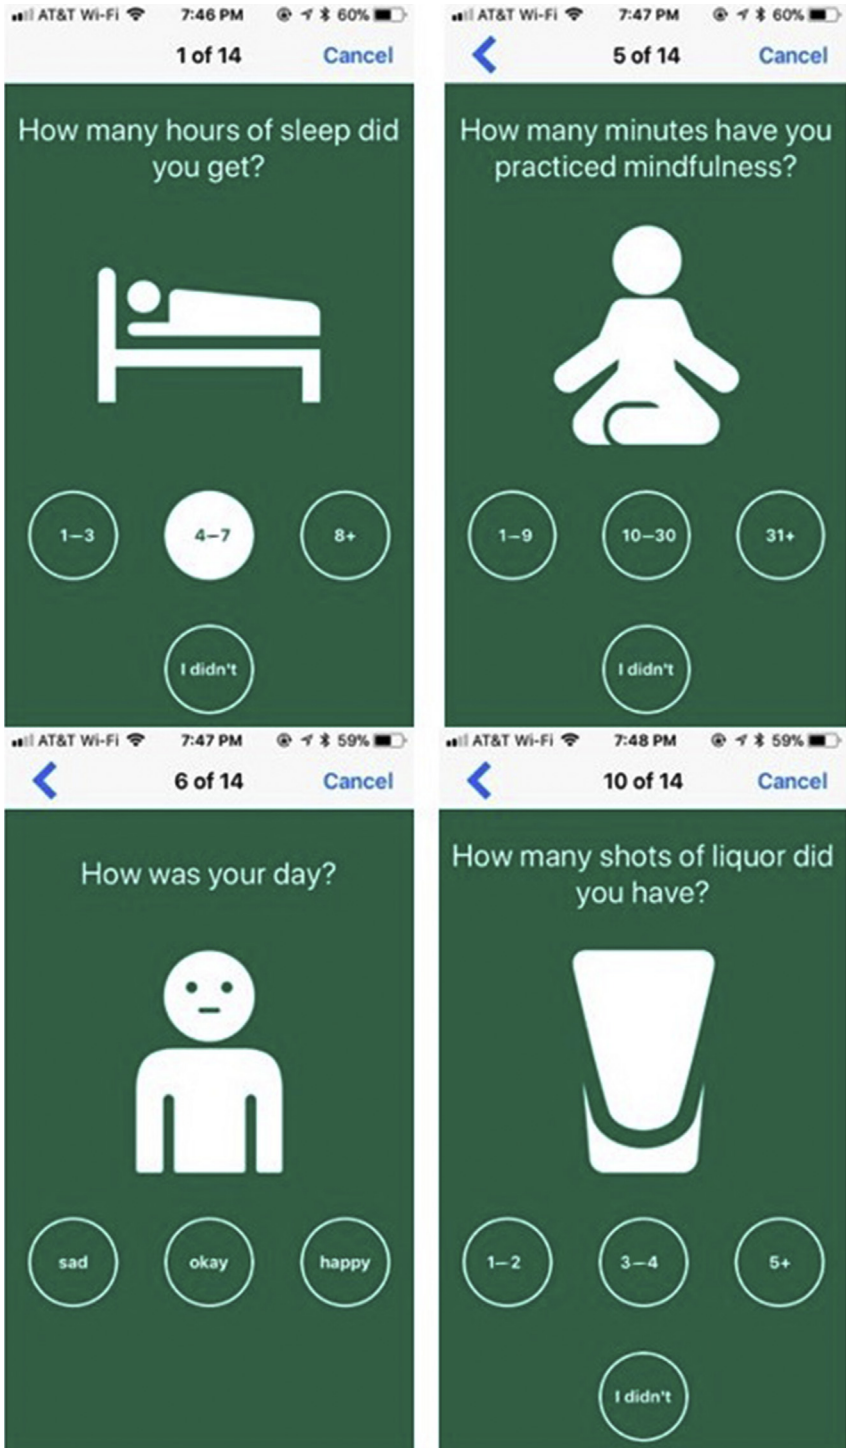 AT&T Wi-Fi 7:46 PM 60%
1 of 14 Cancel
How many hours of sleep did
you get?
1–3 4–7 8+
I didn't
AT&T Wi-Fi 7:47 PM 60%
5 of 14 Cancel
How many minutes have you
practiced mindfulness?
1–9 10–30 31+
I didn't
AT&T Wi-Fi 7:47 PM 59%
6 of 14 Cancel
How was your day?
sad okay happy
AT&T Wi-Fi 7:48 PM 59%
10 of 14 Cancel
How many shots of liquor did
you have?
1–2 3–4 5+
I didn't